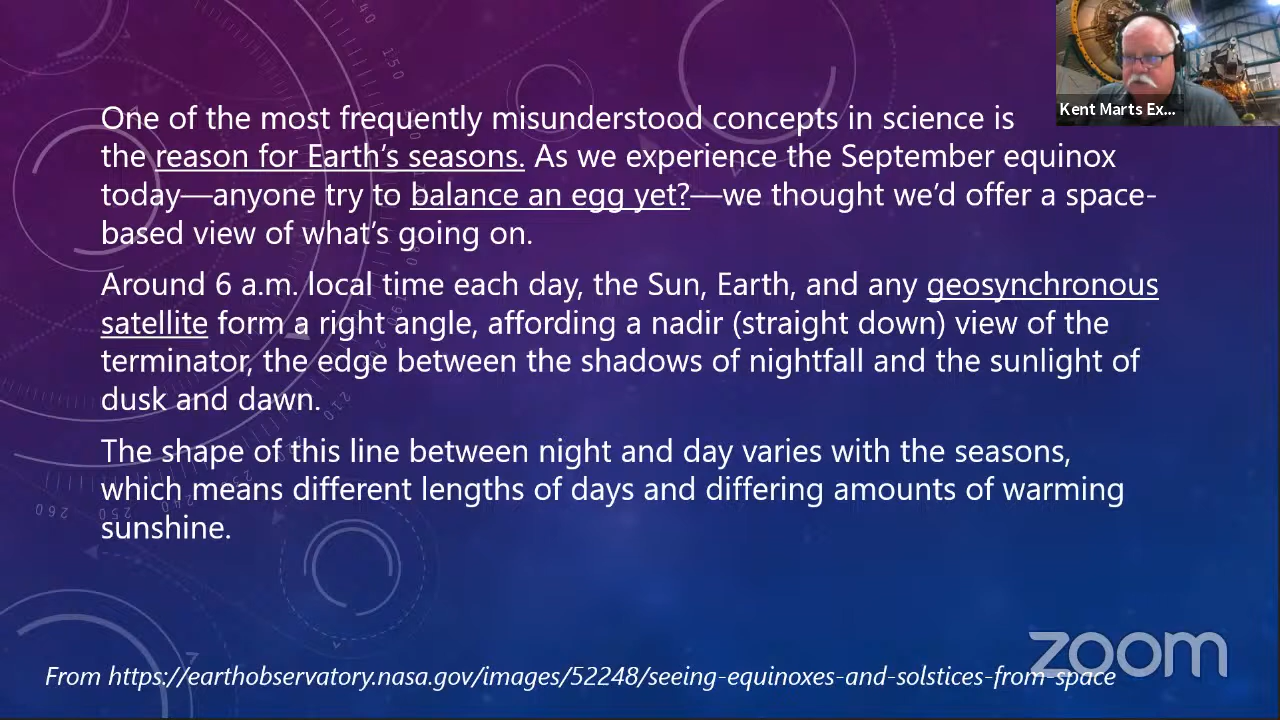 One of the most frequently misunderstood concepts in science is
the reason for Earth’s seasons. As we experience the September equinox
today—anyone try to balance an egg yet?—we thought we’d offer a space-
based view of what’s going on.
Around 6 a.m. local time each day, the Sun, Earth, and any geosynchronous
satellite form a right angle, affording a nadir (straight down) view of the
terminator, the edge between the shadows of nightfall and the sunlight of
dusk and dawn.
The shape of this line between night and day varies with the seasons,
which means different lengths of days and differing amounts of warming
sunshine.
From https://earthobservatory.nasa.gov/images/52248/seeing-equinoxes-and-solstices-from-space
Kent Marts Ex...
zoom
140
150
210
240
250
260